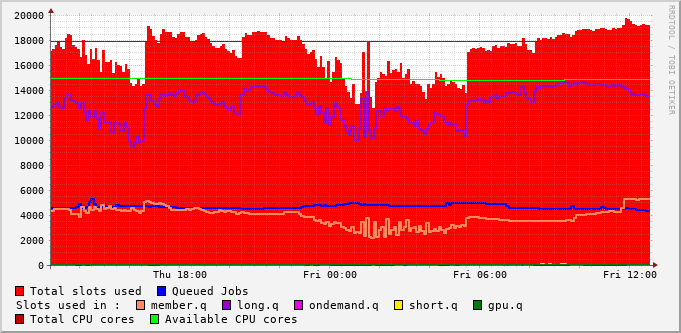 RRDTOOL / TOBI OETIKER
20000
18000
16000
14000
12000
10000
8000
6000
4000
2000
0
Thu 18:00 Fri 00:00 Fri 06:00 Fri 12:00
Total slots used Queued Jobs
Slots used in : member.q long.q ondemand.q short.q gpu.q
Total CPU cores Available CPU cores